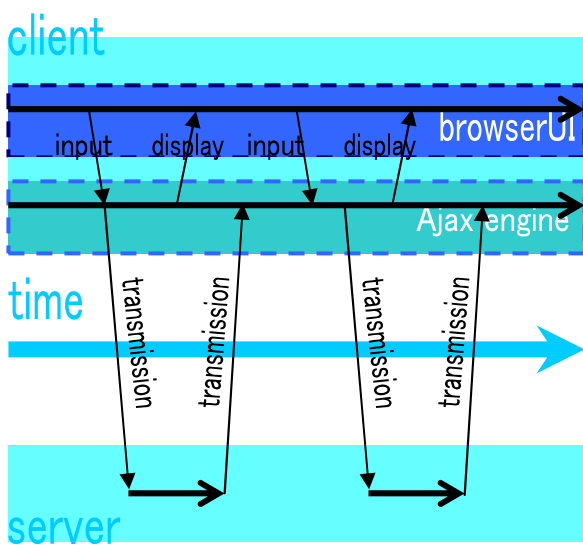 client
browserUI
input
display
input
display
Ajax engine
transmission
transmission
transmission
transmission
time
server